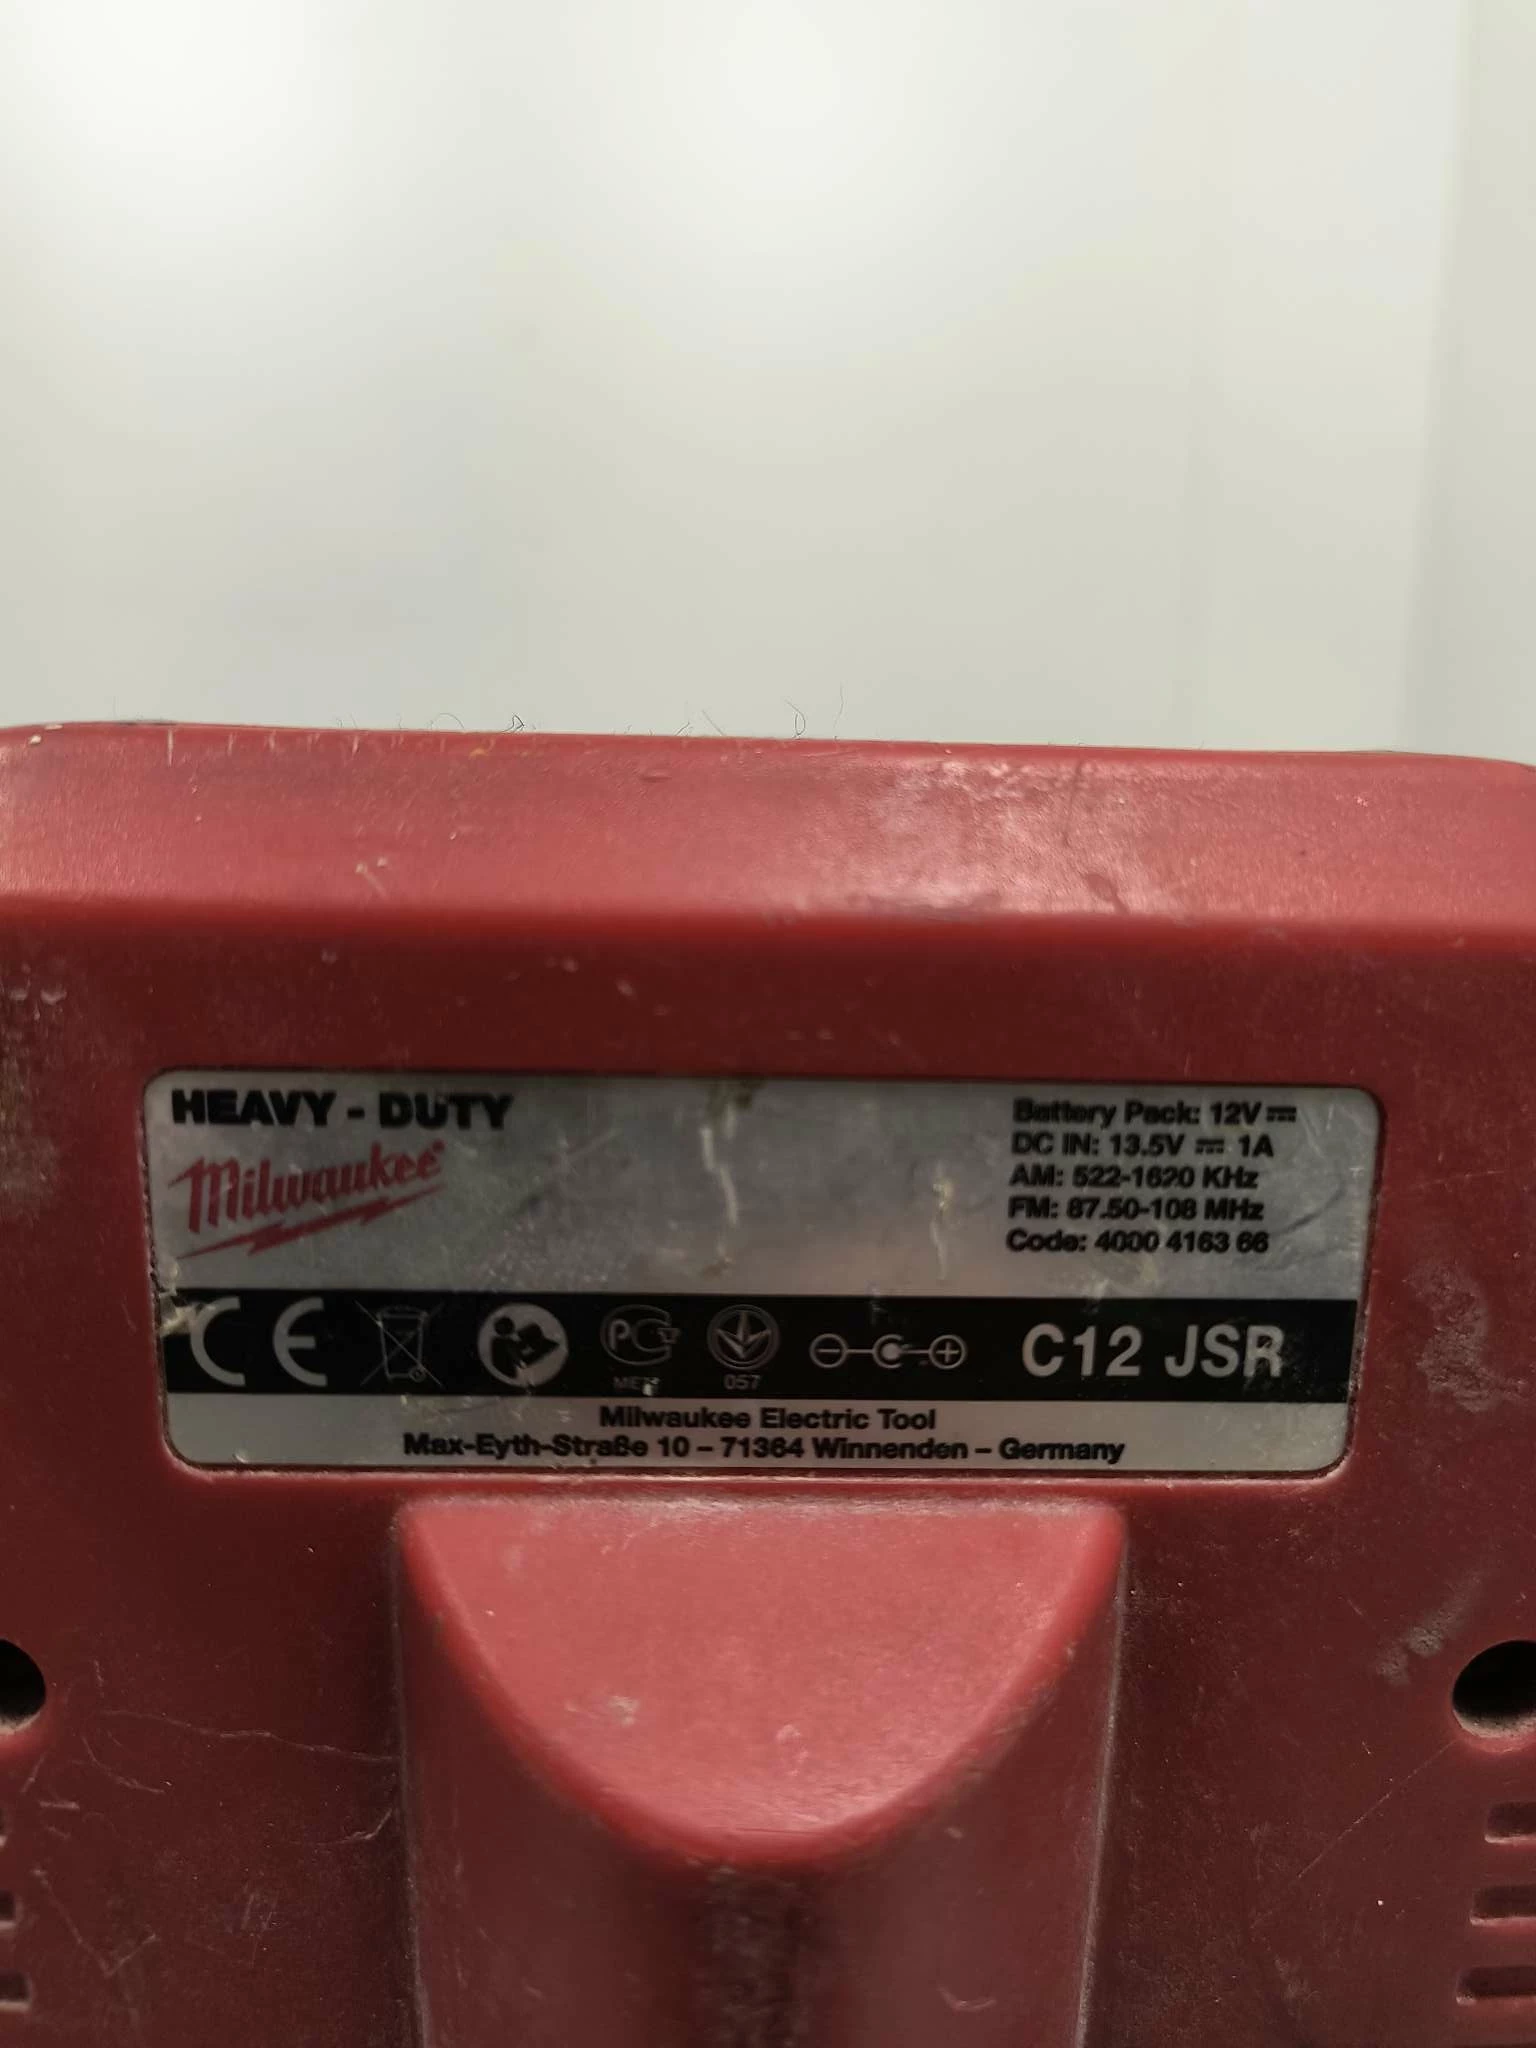 HEAVY - DUTY
Milwaukee®
Battery Pack: 12V
DC IN: 13.5V 1A
AM: 522-1620 KHz
FM: 87.50-108 MHz
Code: 4000 4163 66
CE
PC
057
C12 JSR
Milwaukee Electric Tool
Max-Eyth-Straße 10 – 71364 Winnenden – Germany